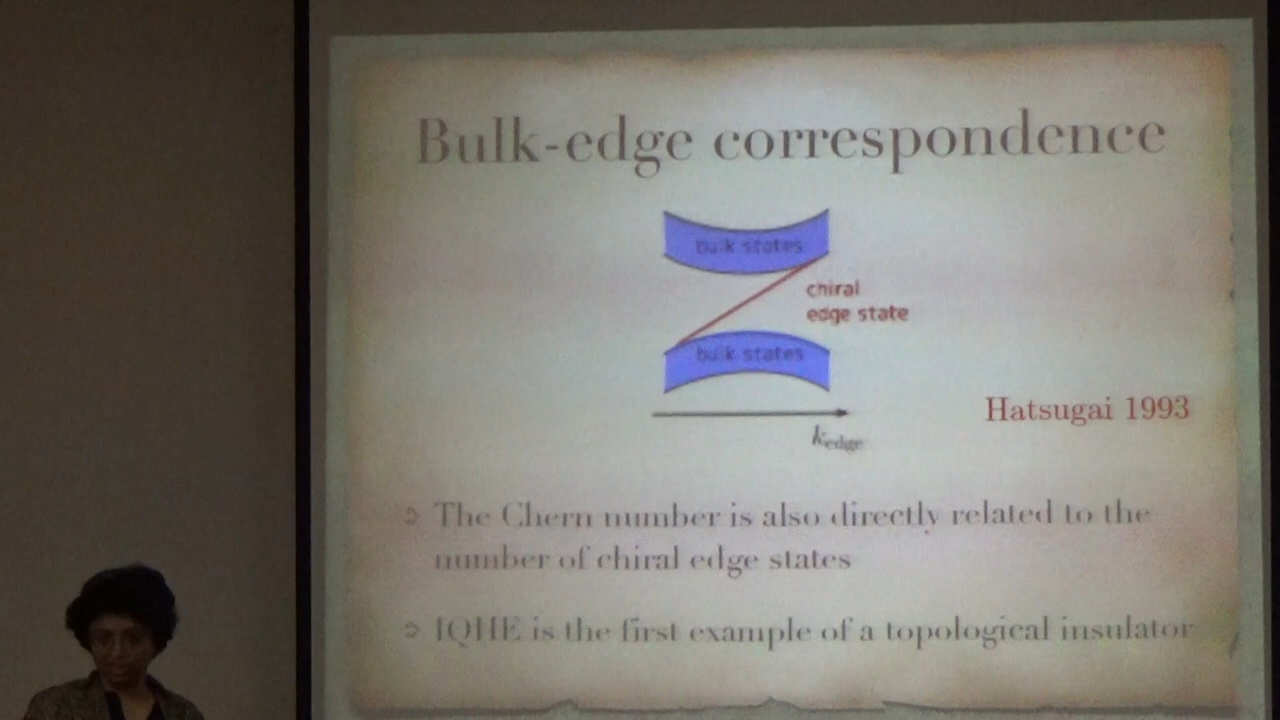 Bulk-edge correspondence
bulk states
chiral
edge state
bulk states
Hatsugai 1993
k_edge
The Chern number is also directly related to the
number of chiral edge states
IQHE is the first example of a topological insulator